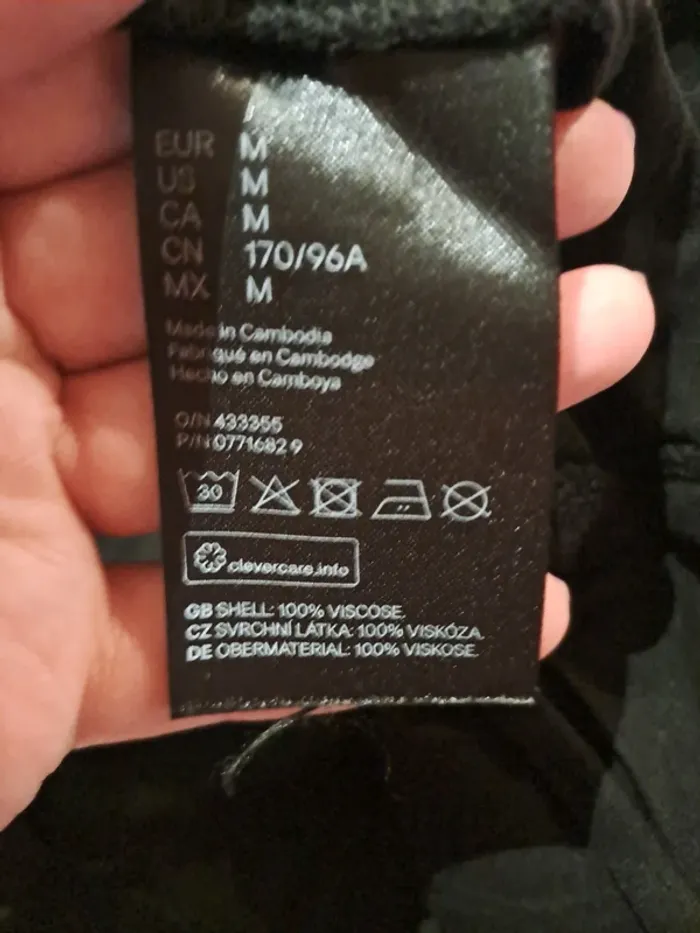 EUR M
US M
CA M
CN 170/96A
MX M
Made in Cambodia
Fabriqué en Cambodge
Hecho en Camboya
O/N 433355
P/N 0771682 9
30
clevercare.info
GB SHELL: 100% VISCOSE.
CZ SVRCHNÍ LÁTKA: 100% VISKÓZA.
DE OBERMATERIAL: 100% VISKOSE.